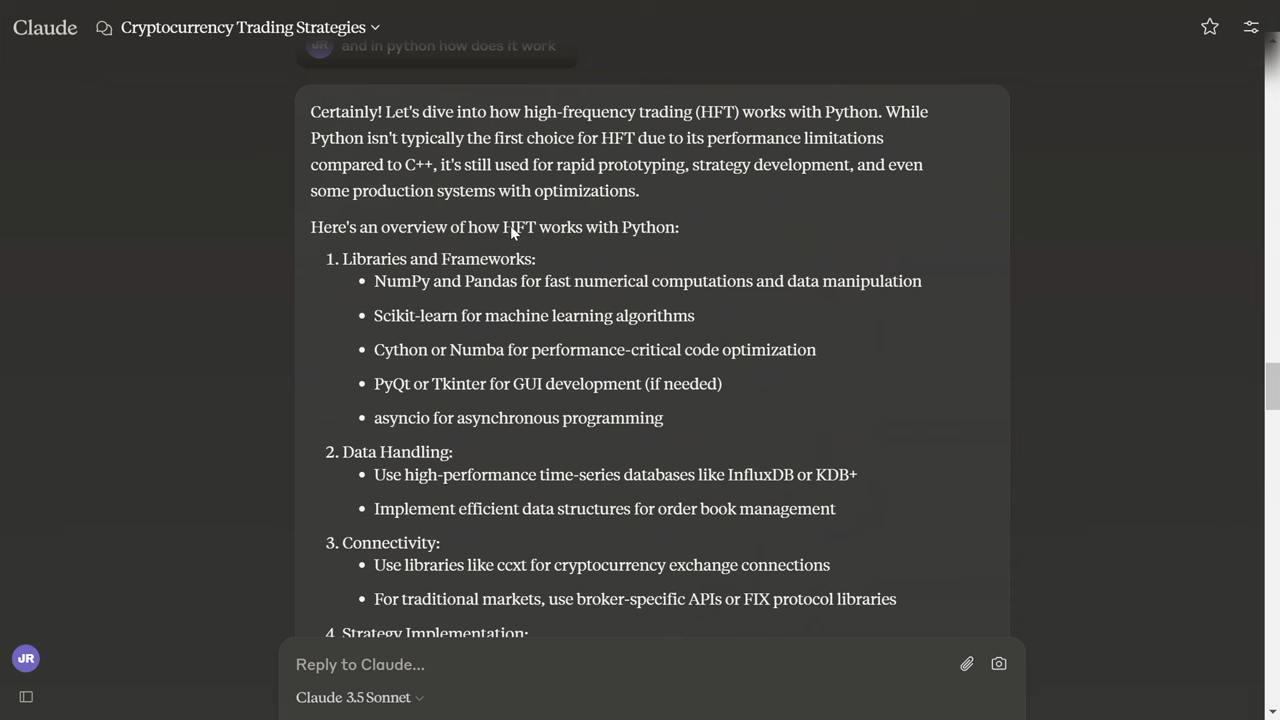 Claude
Cryptocurrency Trading Strategies
JR
and in python how does it work
Certainly! Let's dive into how high-frequency trading (HFT) works with Python. While
Python isn't typically the first choice for HFT due to its performance limitations
compared to C++, it's still used for rapid prototyping, strategy development, and even
some production systems with optimizations.
Here's an overview of how HFT works with Python:
1. Libraries and Frameworks:
• NumPy and Pandas for fast numerical computations and data manipulation
• Scikit-learn for machine learning algorithms
• Cython or Numba for performance-critical code optimization
• PyQt or Tkinter for GUI development (if needed)
• asyncio for asynchronous programming
2. Data Handling:
• Use high-performance time-series databases like InfluxDB or KDB+
• Implement efficient data structures for order book management
3. Connectivity:
• Use libraries like ccxt for cryptocurrency exchange connections
• For traditional markets, use broker-specific APIs or FIX protocol libraries
4. Strategy Implementation:
JR
Reply to Claude...
Claude 3.5 Sonnet